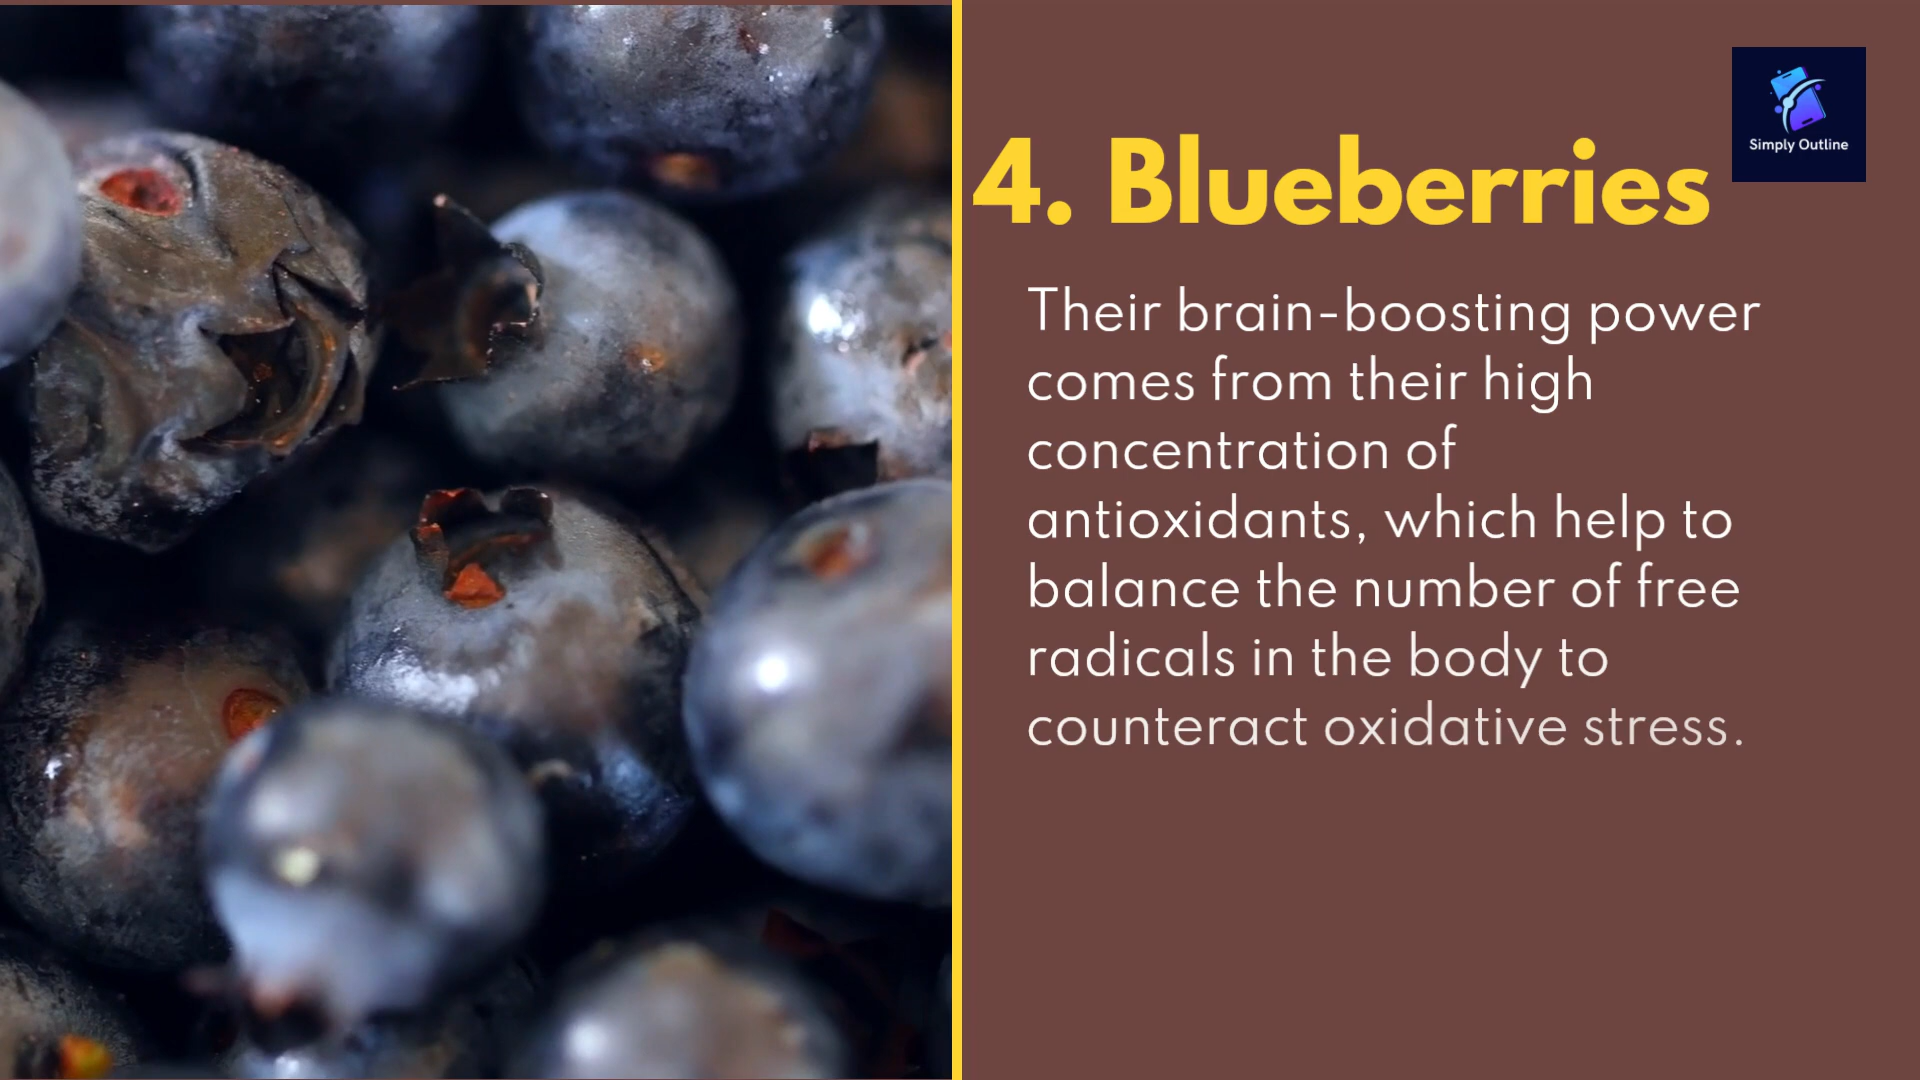 4. Blueberries
Simply Outline
Their brain-boosting power
comes from their high
concentration of
antioxidants, which help to
balance the number of free
radicals in the body to
counteract oxidative stress.